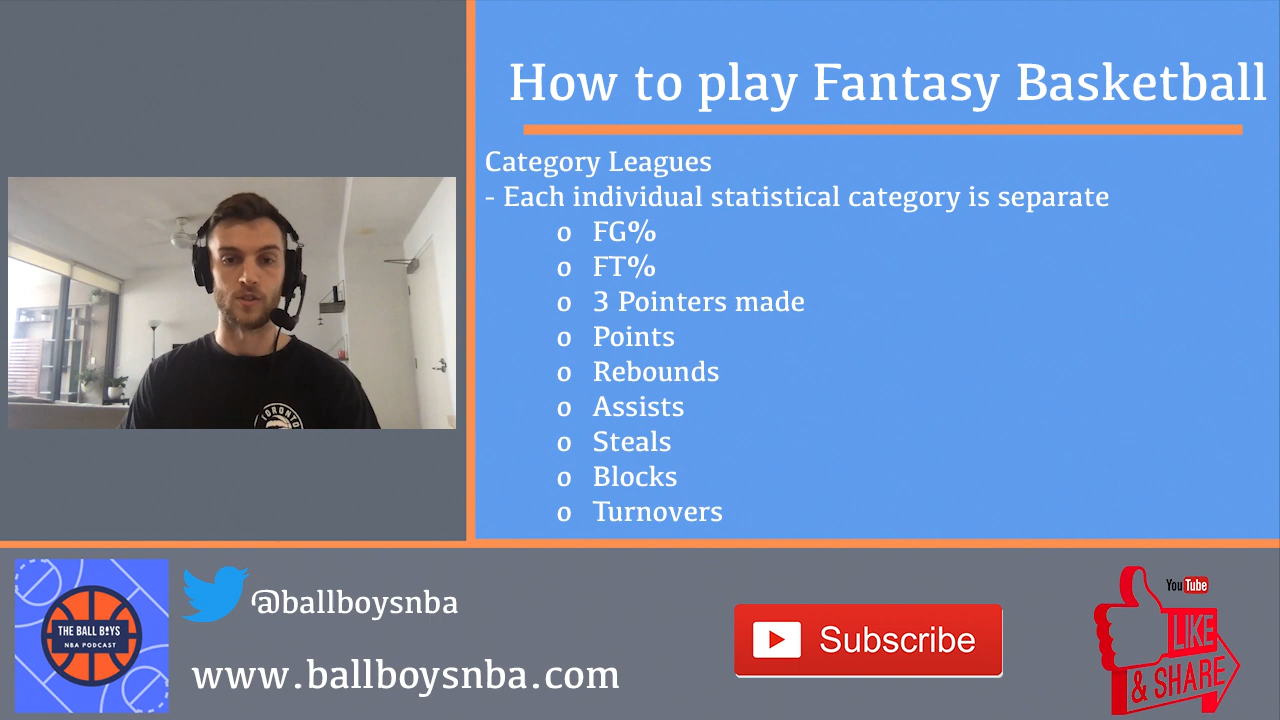 How to play Fantasy Basketball
Category Leagues
- Each individual statistical category is separate
o FG%
o FT%
o 3 Pointers made
o Points
o Rebounds
o Assists
o Steals
o Blocks
o Turnovers
TORONTO
THE BALL BOYS
NBA PODCAST
@ballboysnba
www.ballboysnba.com
Subscribe
YouTube
LIKE
& SHARE